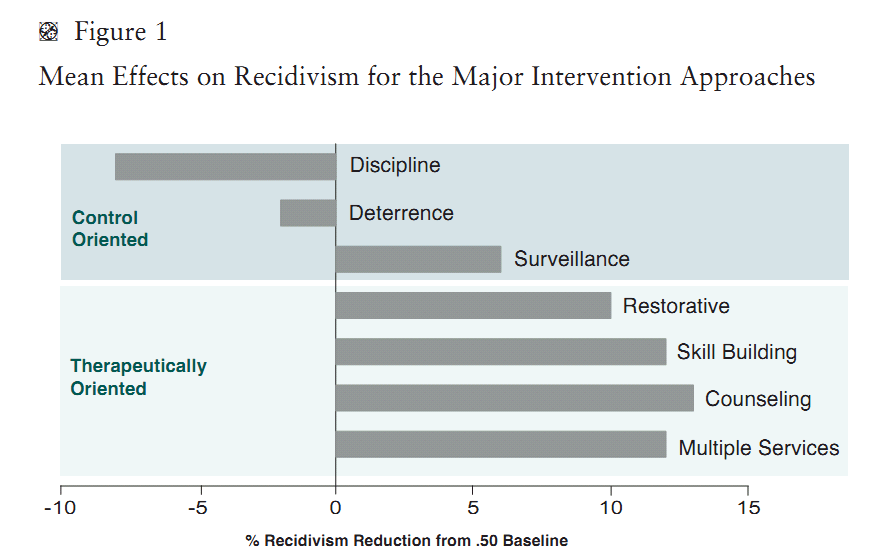 Figure 1
Mean Effects on Recidivism for the Major Intervention Approaches
Discipline
Deterrence
Control
Oriented
Surveillance
Restorative
Skill Building
Therapeutically
Oriented
Counseling
Multiple Services
-10 -5 0 5 10 15
% Recidivism Reduction from .50 Baseline